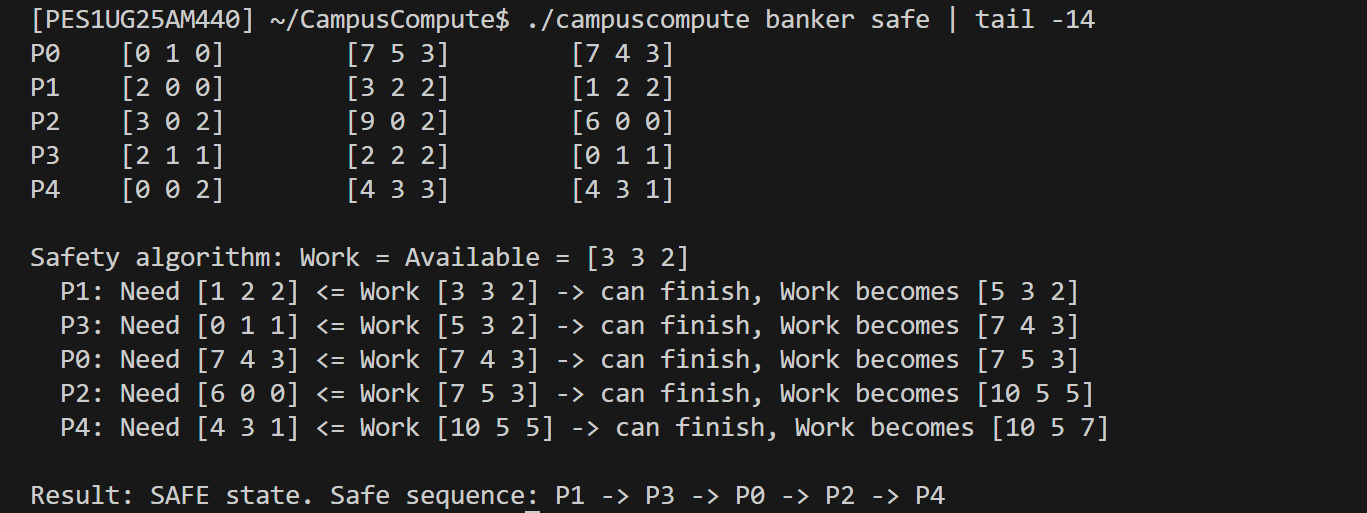 [PES1UG25AM440] ~/CampusCompute$ ./campuscompute banker safe | tail -14
P0    [0 1 0]        [7 5 3]        [7 4 3]
P1    [2 0 0]        [3 2 2]        [1 2 2]
P2    [3 0 2]        [9 0 2]        [6 0 0]
P3    [2 1 1]        [2 2 2]        [0 1 1]
P4    [0 0 2]        [4 3 3]        [4 3 1]
Safety algorithm: Work = Available = [3 3 2]
  P1: Need [1 2 2] <= Work [3 3 2] -> can finish, Work becomes [5 3 2]
  P3: Need [0 1 1] <= Work [5 3 2] -> can finish, Work becomes [7 4 3]
  P0: Need [7 4 3] <= Work [7 4 3] -> can finish, Work becomes [7 5 3]
  P2: Need [6 0 0] <= Work [7 5 3] -> can finish, Work becomes [10 5 5]
  P4: Need [4 3 1] <= Work [10 5 5] -> can finish, Work becomes [10 5 7]
Result: SAFE state. Safe sequence: P1 -> P3 -> P0 -> P2 -> P4